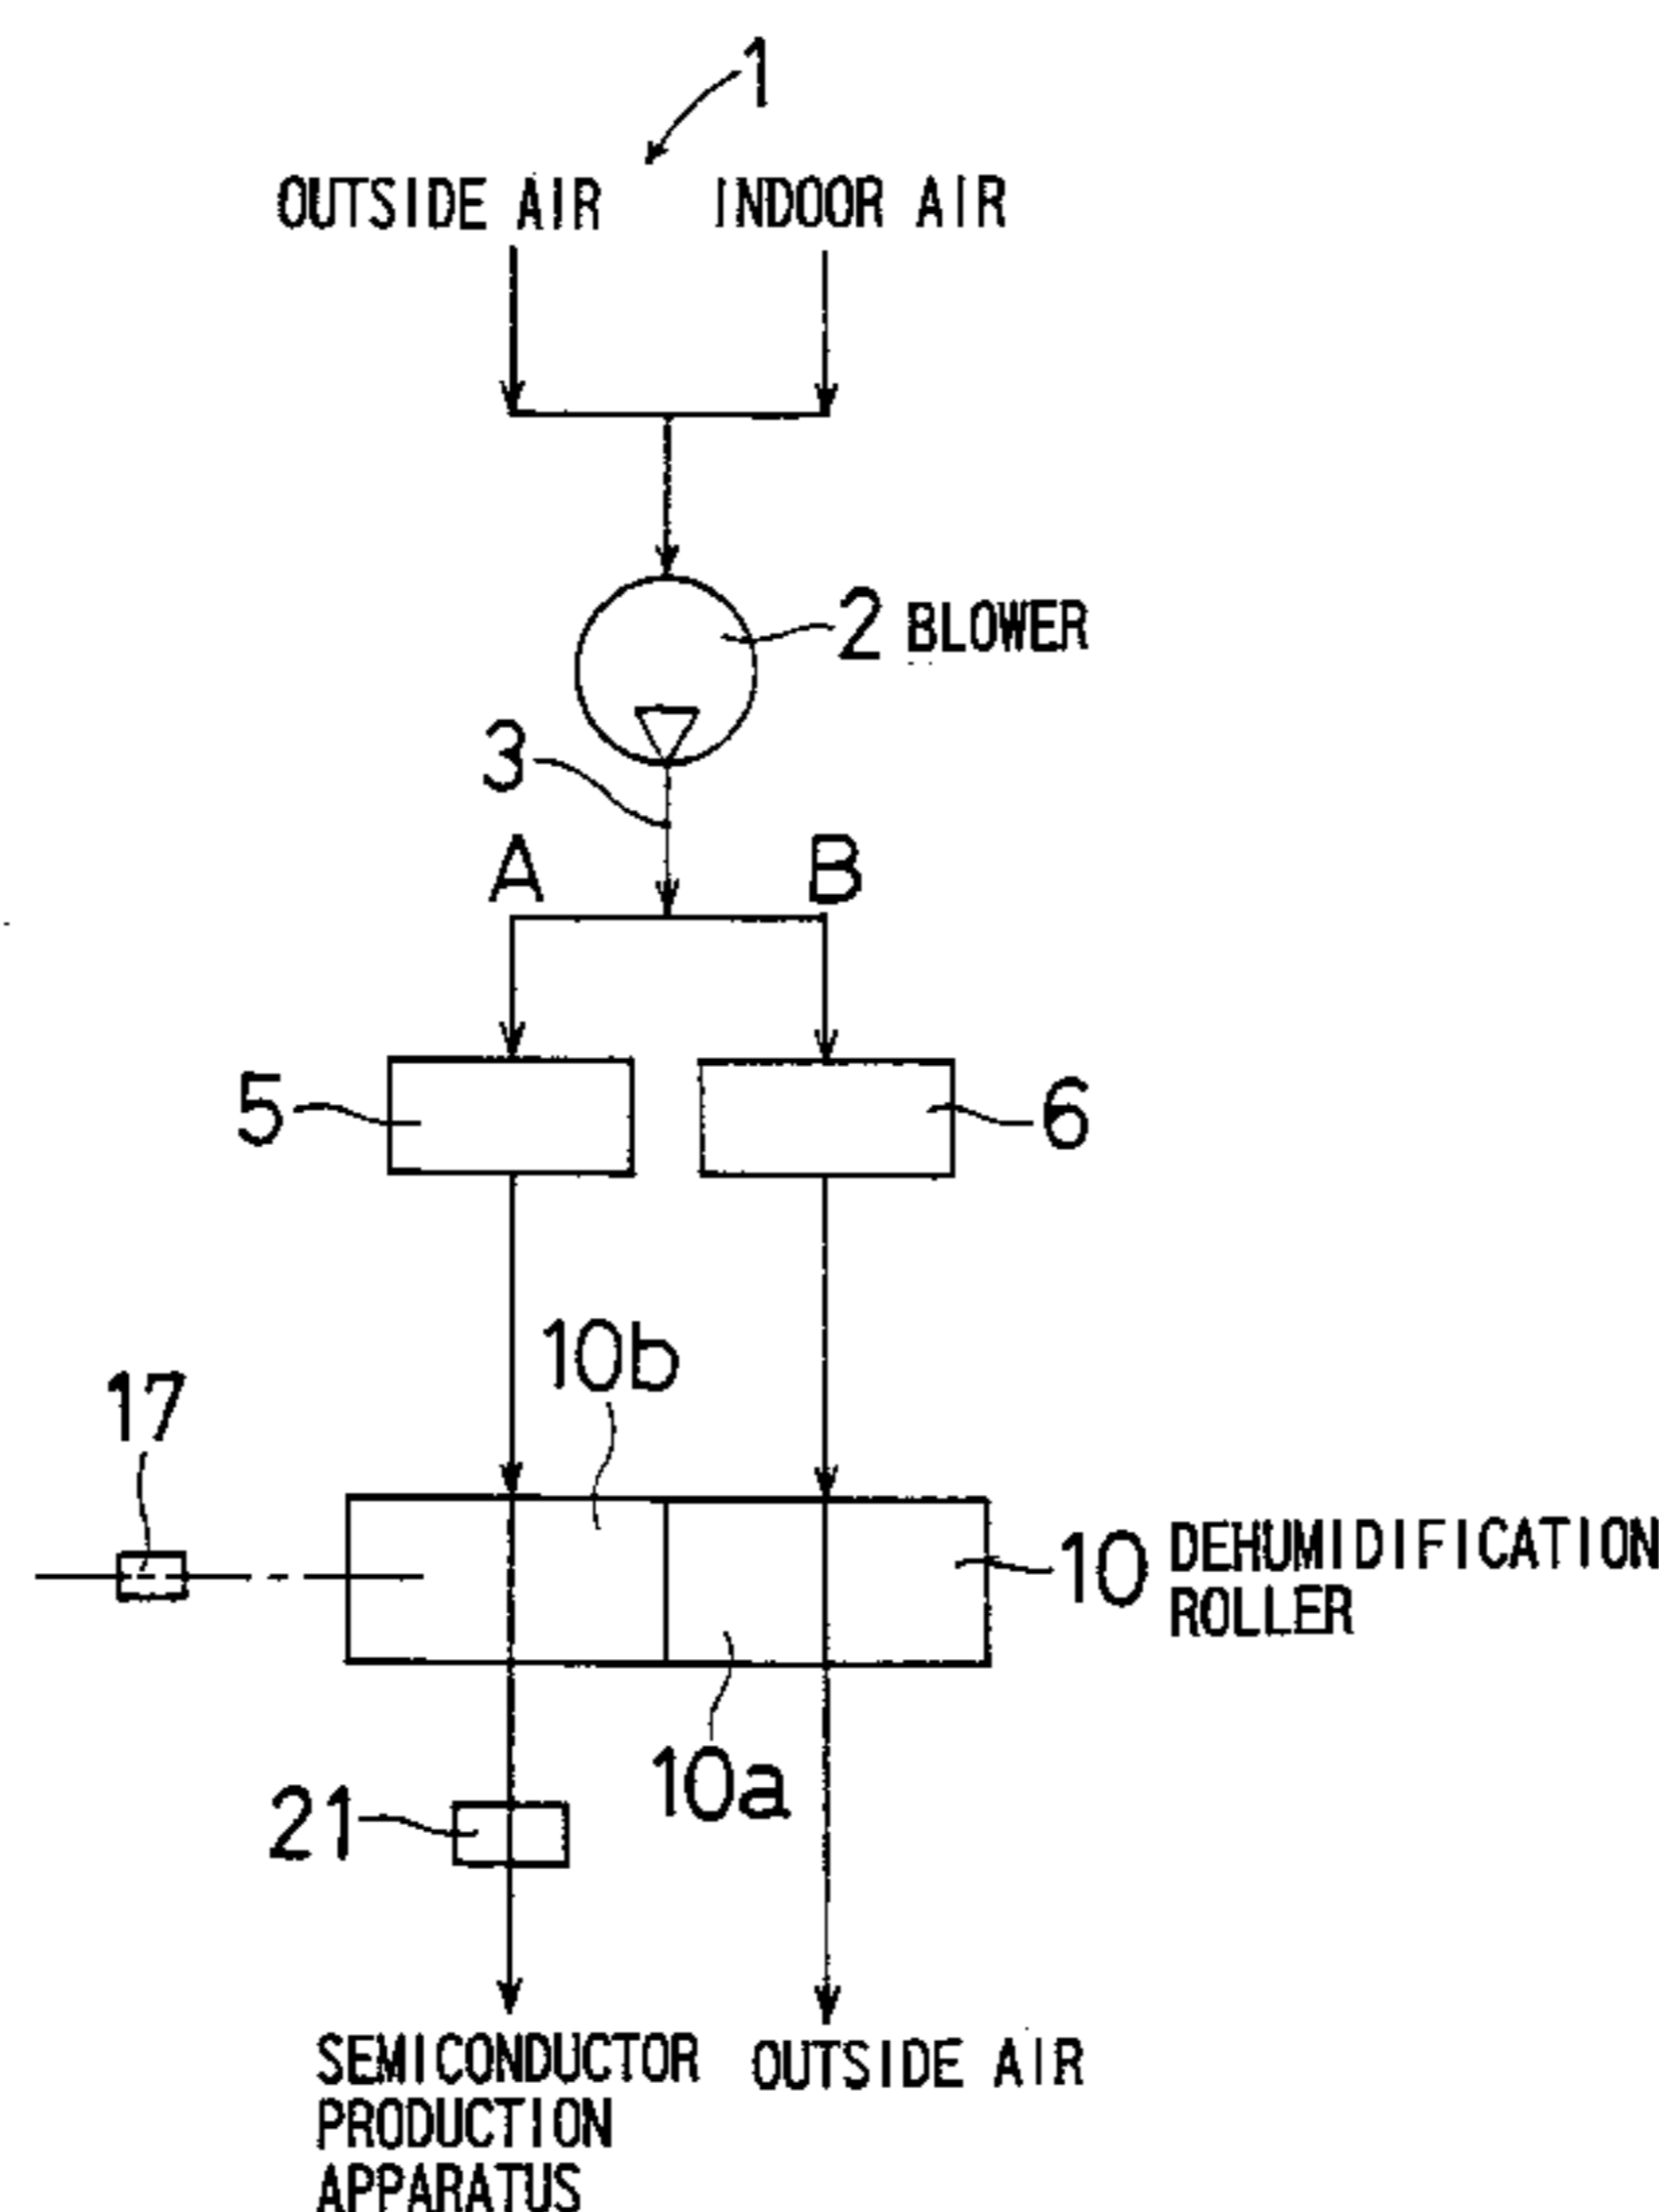 1
OUTSIDE AIR INDOOR AIR
2 BLOWER
3
A B
5 6
10b
17
10 DEHUMIDIFICATION
ROLLER
10a
21
SEMICONDUCTOR
PRODUCTION
APPARATUS
OUTSIDE AIR